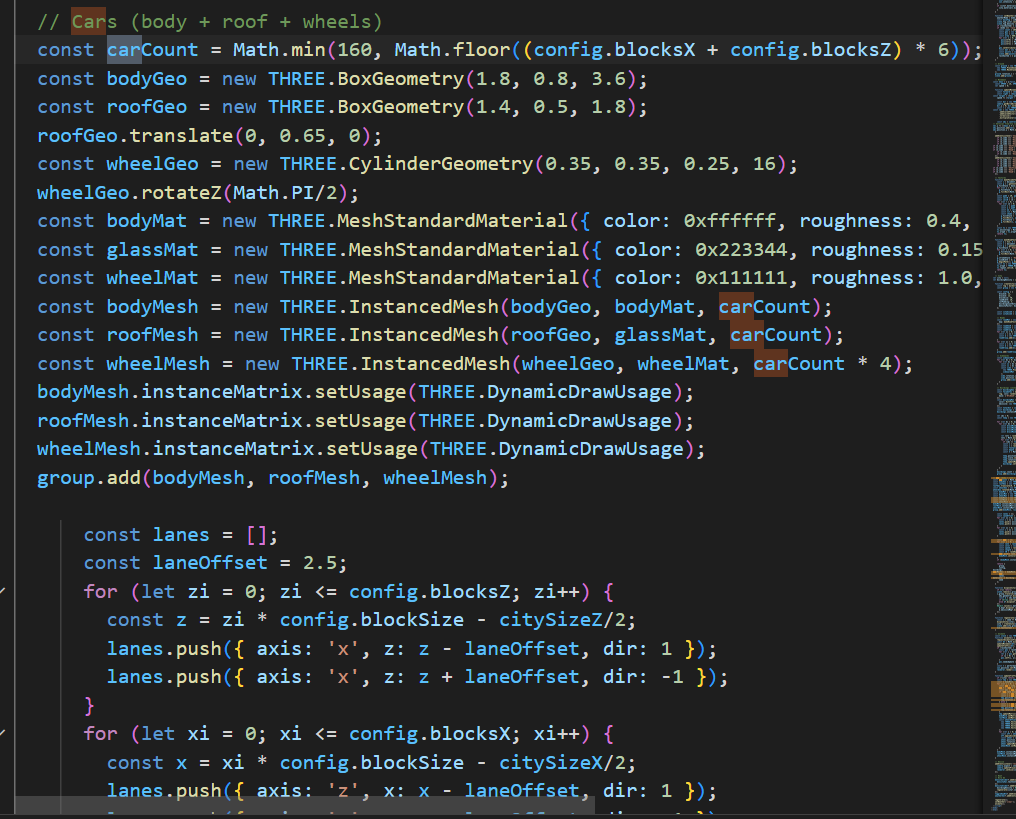 // Cars (body + roof + wheels)
const carCount = Math.min(160, Math.floor((config.blocksX + config.blocksZ) * 6));
const bodyGeo = new THREE.BoxGeometry(1.8, 0.8, 3.6);
const roofGeo = new THREE.BoxGeometry(1.4, 0.5, 1.8);
roofGeo.translate(0, 0.65, 0);
const wheelGeo = new THREE.CylinderGeometry(0.35, 0.35, 0.25, 16);
wheelGeo.rotateZ(Math.PI/2);
const bodyMat = new THREE.MeshStandardMaterial({ color: 0xffffff, roughness: 0.4,
const glassMat = new THREE.MeshStandardMaterial({ color: 0x223344, roughness: 0.15
const wheelMat = new THREE.MeshStandardMaterial({ color: 0x111111, roughness: 1.0,
const bodyMesh = new THREE.InstancedMesh(bodyGeo, bodyMat, carCount);
const roofMesh = new THREE.InstancedMesh(roofGeo, glassMat, carCount);
const wheelMesh = new THREE.InstancedMesh(wheelGeo, wheelMat, carCount * 4);
bodyMesh.instanceMatrix.setUsage(THREE.DynamicDrawUsage);
roofMesh.instanceMatrix.setUsage(THREE.DynamicDrawUsage);
wheelMesh.instanceMatrix.setUsage(THREE.DynamicDrawUsage);
group.add(bodyMesh, roofMesh, wheelMesh);
const lanes = [];
const laneOffset = 2.5;
for (let zi = 0; zi <= config.blocksZ; zi++) {
const z = zi * config.blockSize - citySizeZ/2;
lanes.push({ axis: 'x', z: z - laneOffset, dir: 1 });
lanes.push({ axis: 'x', z: z + laneOffset, dir: -1 });
}
for (let xi = 0; xi <= config.blocksX; xi++) {
const x = xi * config.blockSize - citySizeX/2;
lanes.push({ axis: 'z', x: x - laneOffset, dir: 1 });